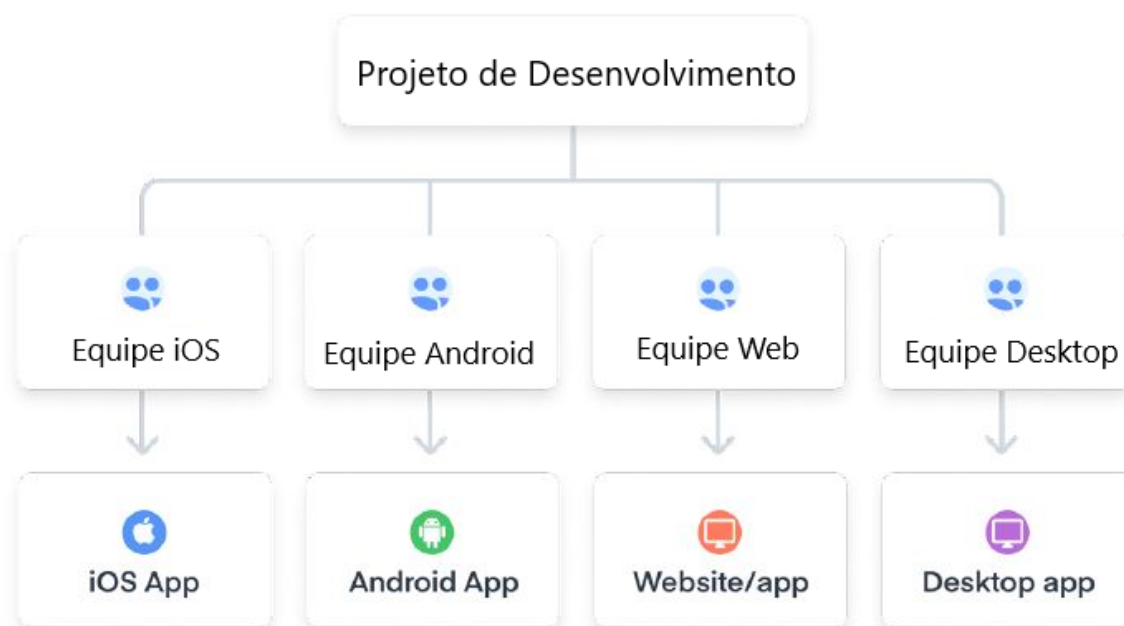 Projeto de Desenvolvimento
Equipe iOS
Equipe Android
Equipe Web
Equipe Desktop
iOS App
Android App
Website/app
Desktop app